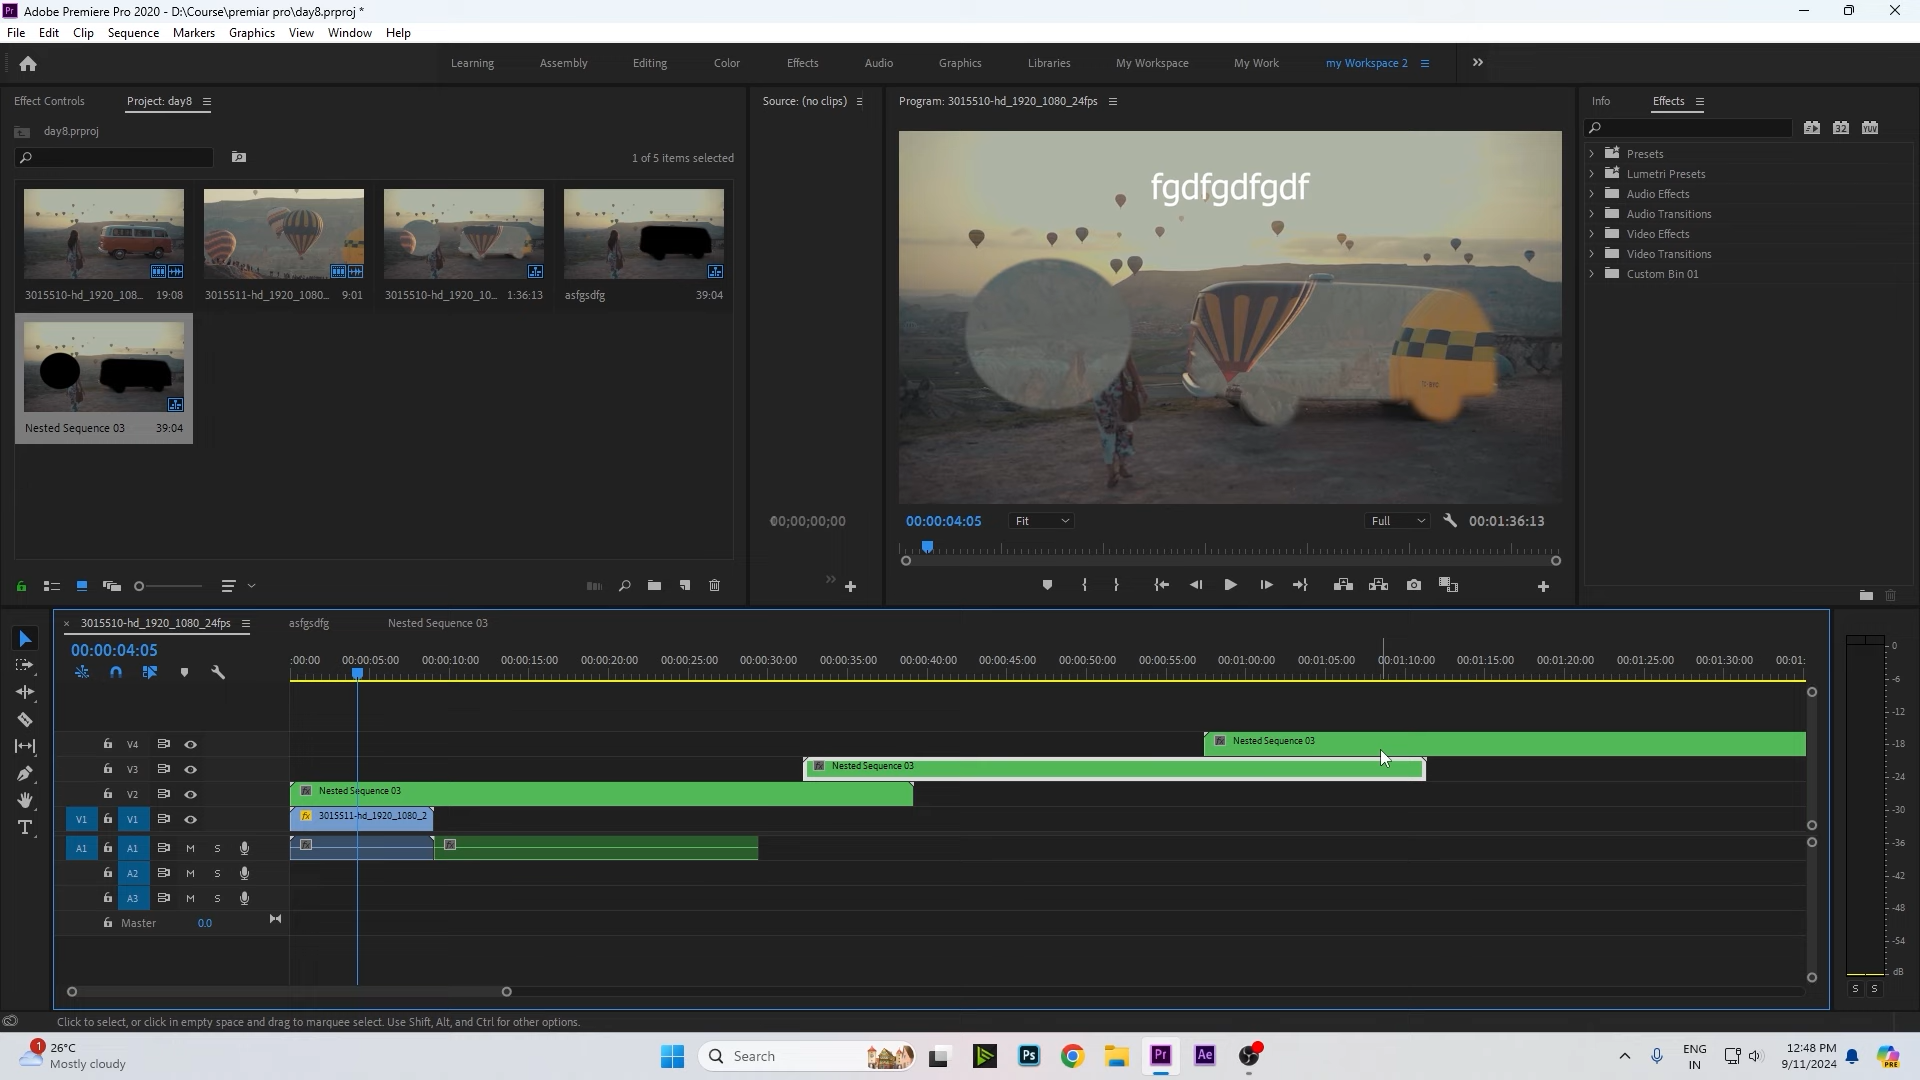 Adobe Premiere Pro 2020 - D:\Course\premiar pro\day8.prproj *
File Edit Clip Sequence Markers Graphics View Window Help
Learning Assembly Editing Color Effects Audio Graphics Libraries My Workspace My Work my Workspace 2
Effect Controls Project: day8
day8.prproj
1 of 5 items selected
3015510-hd_1920_108... 19:08
3015511-hd_1920_1080... 9:01
3015510-hd_1920_10... 1:36:13
asfgsdfg 39:04
Nested Sequence 03 39:04
Source: (no clips)
00;00;00;00
Program: 3015510-hd_1920_1080_24fps
fgdfgdfgdf
00:00:04:05 Fit Full 00:01:36:13
Info Effects
32 YUV
Presets
Lumetri Presets
Audio Effects
Audio Transitions
Video Effects
Video Transitions
Custom Bin 01
3015510-hd_1920_1080_24fps asfgsdfg Nested Sequence 03
00:00:04:05
:00:00 00:00:05:00 00:00:10:00 00:00:15:00 00:00:20:00 00:00:25:00 00:00:30:00 00:00:35:00 00:00:40:00 00:00:45:00 00:00:50:00 00:00:55:00 00:01:00:00 00:01:05:00 00:01:10:00 00:01:15:00 00:01:20:00 00:01:25:00 00:01:30:00 00:01:
V4 Nested Sequence 03
V3 Nested Sequence 03
V2 Nested Sequence 03
V1 V1 3015511-hd_1920_1080_2
A1 A1 M S
A2 M S
A3 M S
Master 0.0
0
-6
-12
-18
-24
-30
-36
-42
-48
-54
dB
S S
Click to select, or click in empty space and drag to marquee select. Use Shift, Alt, and Ctrl for other options.
1
26°C
Mostly cloudy
Search
Ps Pr Ae
ENG
IN
12:48 PM
9/11/2024
PRE